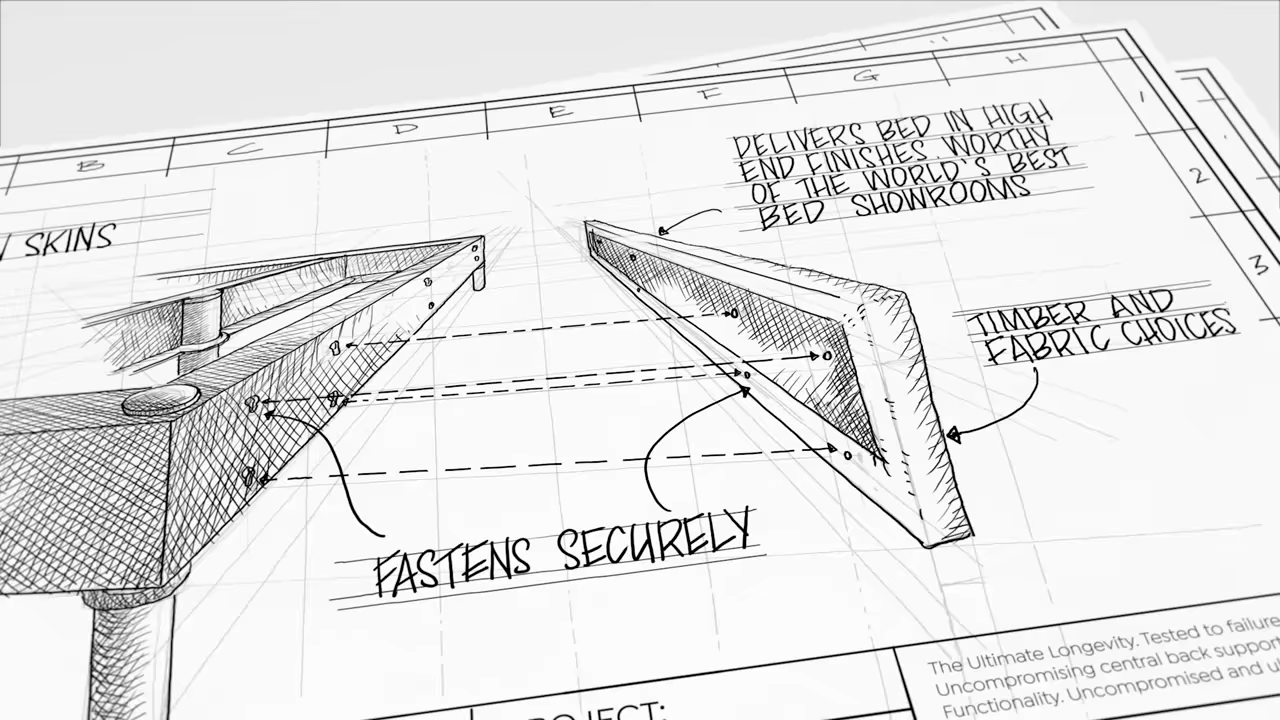 B
C
D
E
F
G
H
1
2
3
SKINS
DELIVERS BED IN HIGH
END FINISHES WORTHY
OF THE WORLD'S BEST
BED SHOWROOMS
TIMBER AND
FABRIC CHOICES
FASTENS SECURELY
The Ultimate Longevity. Tested to failure
Uncompromising central back support
Functionality. Uncompromised and
PROJECT: